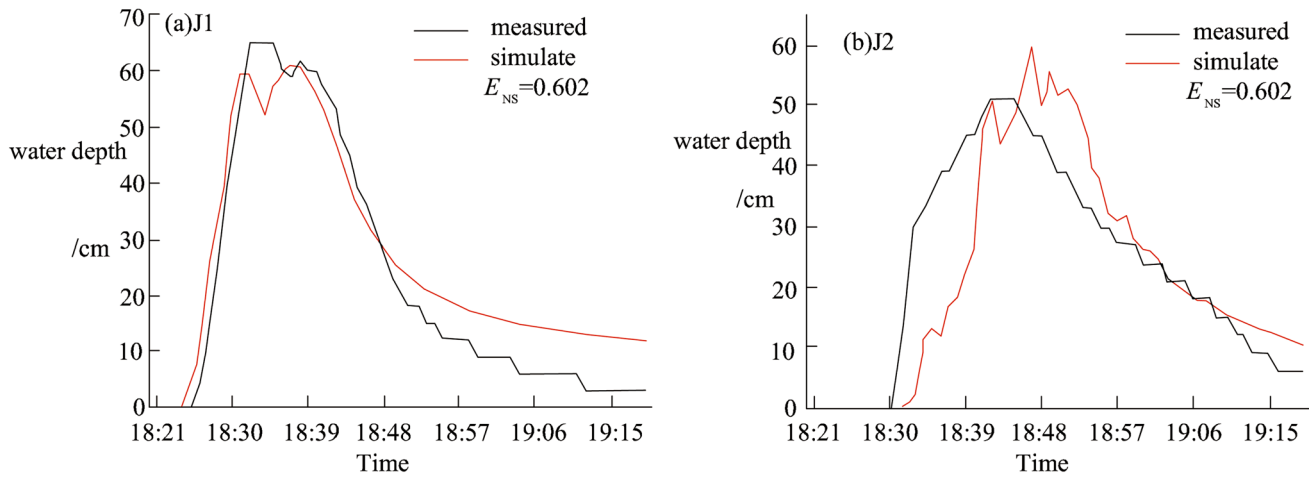 (a)J1
measured
simulate
E_NS=0.602
70
60
50
40
30
20
10
0
water depth
/cm
18:21 18:30 18:39 18:48 18:57 19:06 19:15
Time
(b)J2
measured
simulate
E_NS=0.602
60
50
40
30
20
10
0
water depth
/cm
18:21 18:30 18:39 18:48 18:57 19:06 19:15
Time